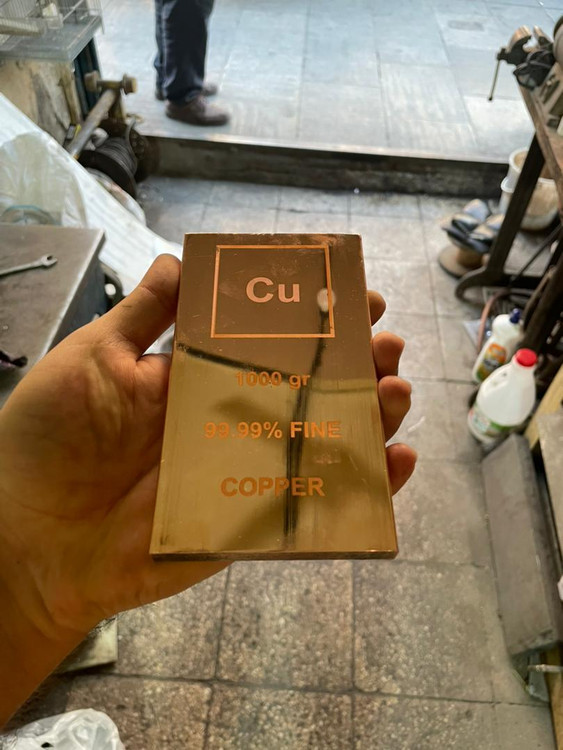 Cu
1000 gr
99.99% FINE
COPPER